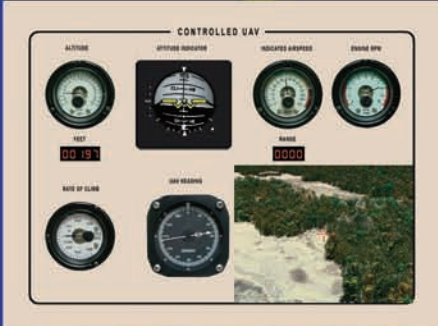 CONTROLLED UAV
ALTITUDE
ATTITUDE INDICATOR
INDICATED AIRSPEED
ENGINE RPM
FEET
00197
RANGE
0000
RATE OF CLIMB
UAV HEADING